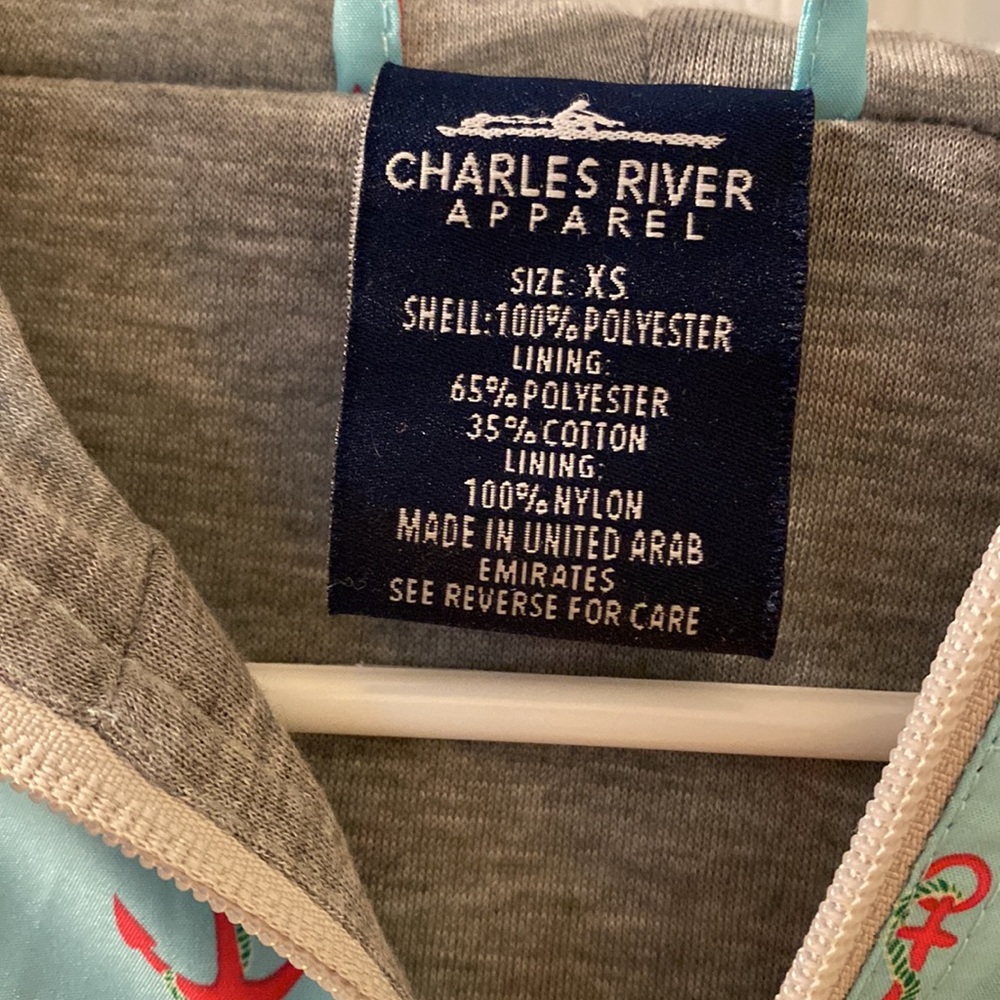 CHARLES RIVER
APPAREL
SIZE: XS
SHELL:100%POLYESTER
LINING:
65%POLYESTER
35%COTTON
LINING:
100%NYLON
MADE IN UNITED ARAB
EMIRATES
SEE REVERSE FOR CARE